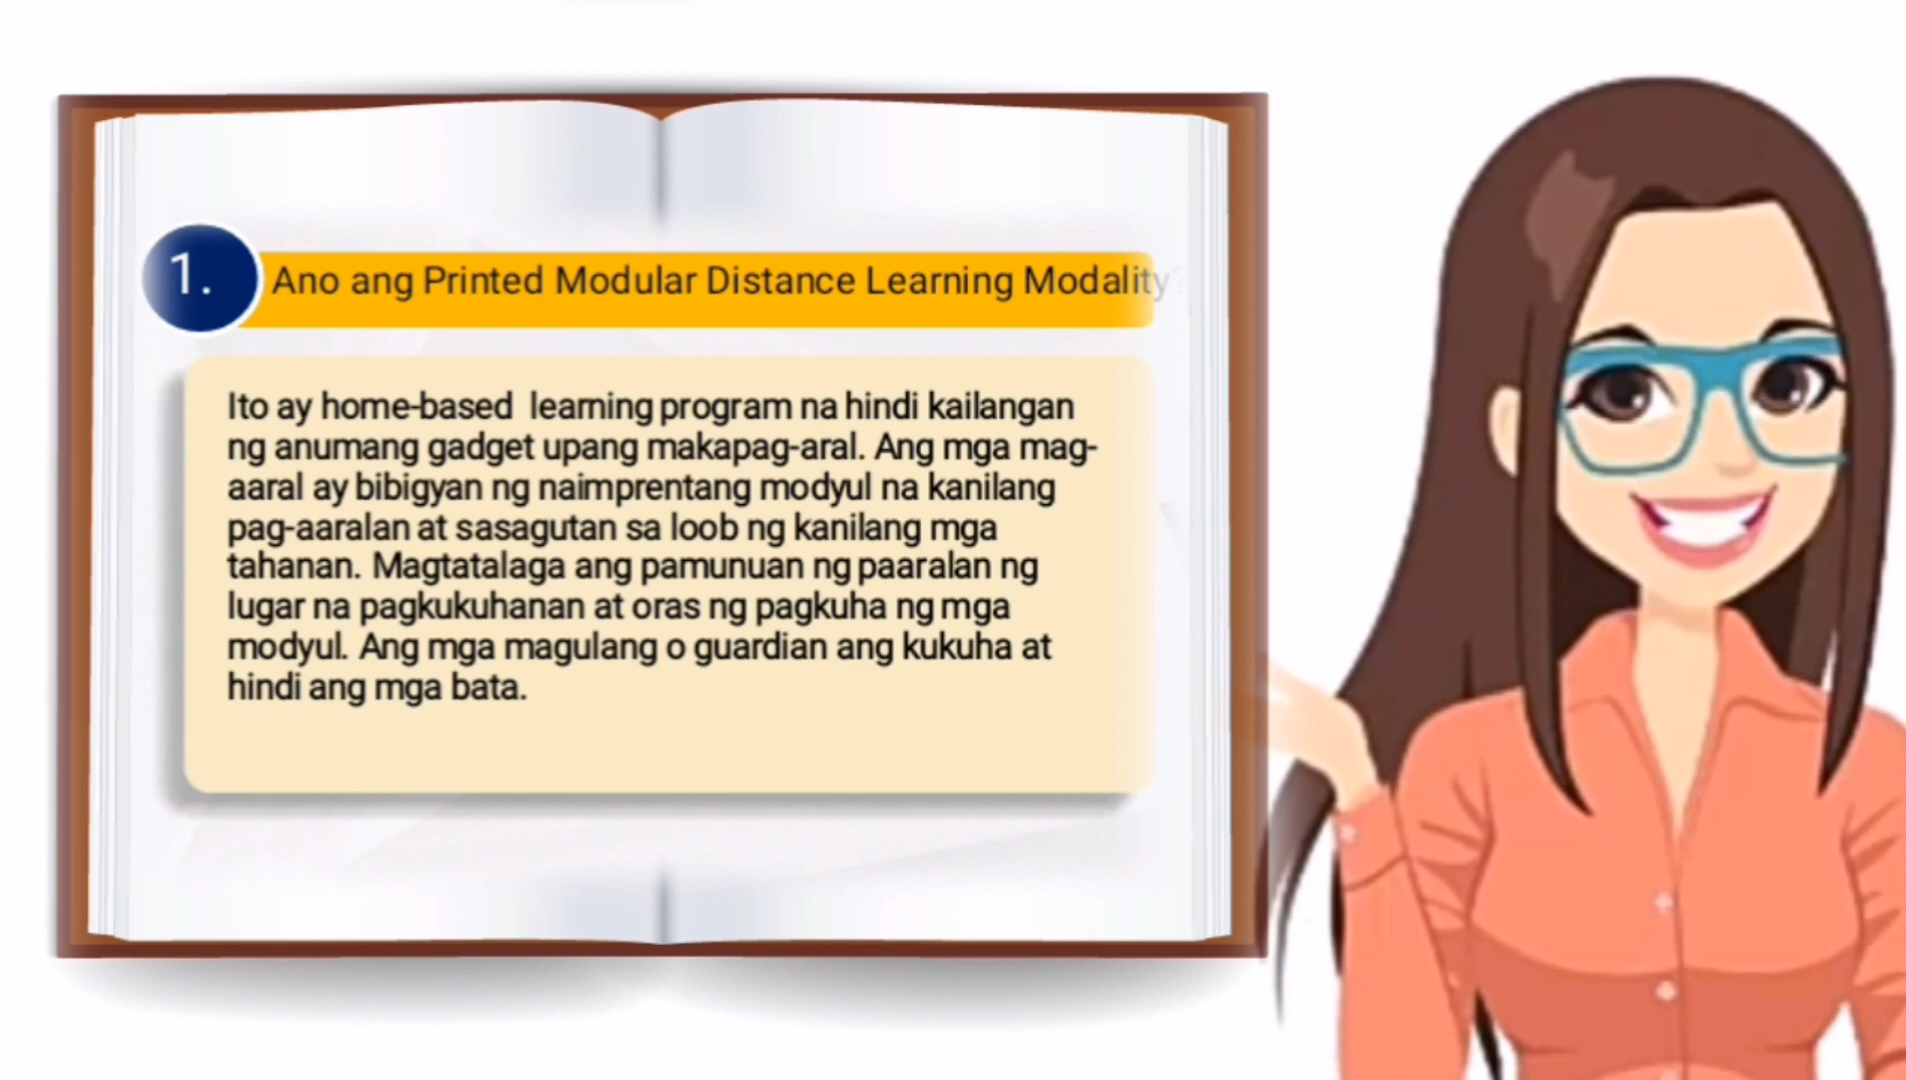 1.
Ano ang Printed Modular Distance Learning Modality
Ito ay home-based learning program na hindi kailangan
ng anumang gadget upang makapag-aral. Ang mga mag-
aaral ay bibigyan ng naimprentang modyul na kanilang
pag-aaralan at sasagutan sa loob ng kanilang mga
tahanan. Magtatalaga ang pamunuan ng paaralan ng
lugar na pagkukuhanan at oras ng pagkuha ng mga
modyul. Ang mga magulang o guardian ang kukuha at
hindi ang mga bata.